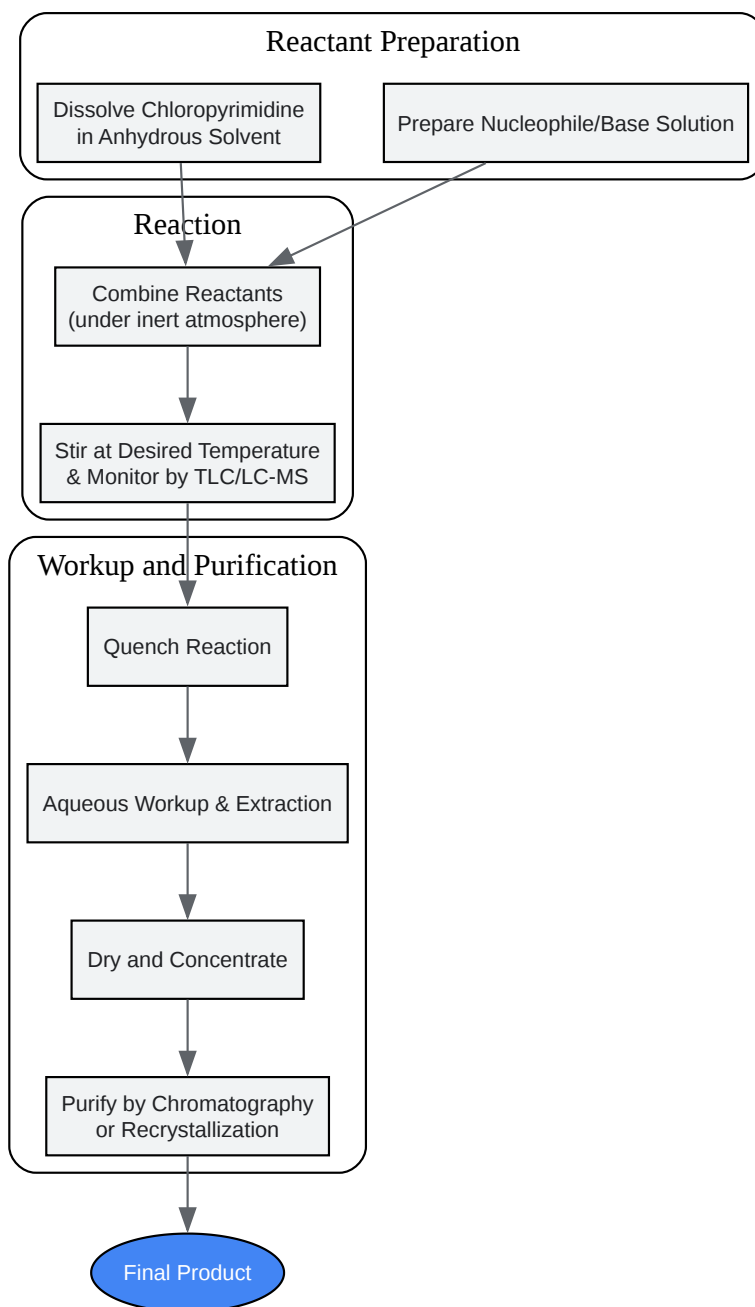 Reactant Preparation
Dissolve Chloropyrimidine
in Anhydrous Solvent
Prepare Nucleophile/Base Solution
Reaction
Combine Reactants
(under inert atmosphere)
Stir at Desired Temperature
& Monitor by TLC/LC-MS
Workup and Purification
Quench Reaction
Aqueous Workup & Extraction
Dry and Concentrate
Purify by Chromatography
or Recrystallization
Final Product